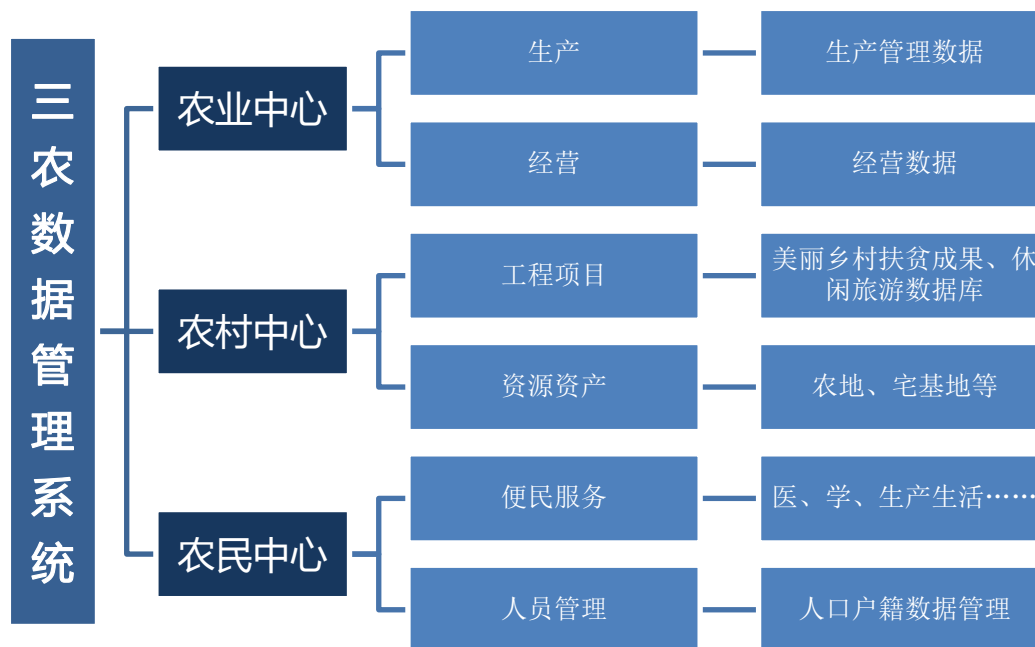 三农数据管理系统
农业中心
生产
生产管理数据
经营
经营数据
农村中心
工程项目
美丽乡村扶贫成果、休
闲旅游数据库
资源资产
农地、宅基地等
农民中心
便民服务
医、学、生产生活……
人员管理
人口户籍数据管理